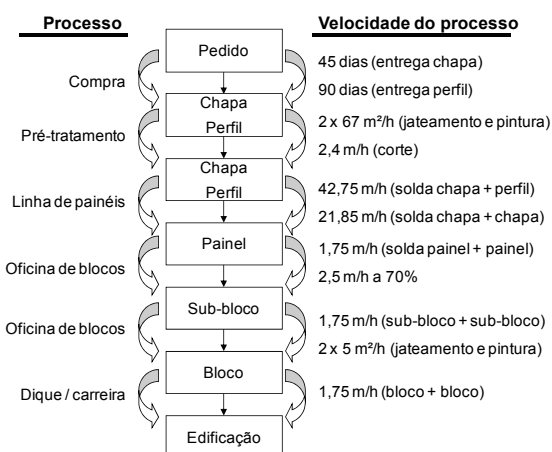 Processo
Velocidade do processo
Pedido
45 dias (entrega chapa)
Compra
90 dias (entrega perfil)
Chapa
Perfil
2 x 67 m²/h (jateamento e pintura)
Pré-tratamento
2,4 m/h (corte)
Chapa
Perfil
42,75 m/h (solda chapa + perfil)
Linha de painéis
21,85 m/h (solda chapa + chapa)
Painel
1,75 m/h (solda painel + painel)
Oficina de blocos
2,5 m/h a 70%
Sub-bloco
1,75 m/h (sub-bloco + sub-bloco)
Oficina de blocos
2 x 5 m²/h (jateamento e pintura)
Bloco
Dique / carreira
1,75 m/h (bloco + bloco)
Edificação